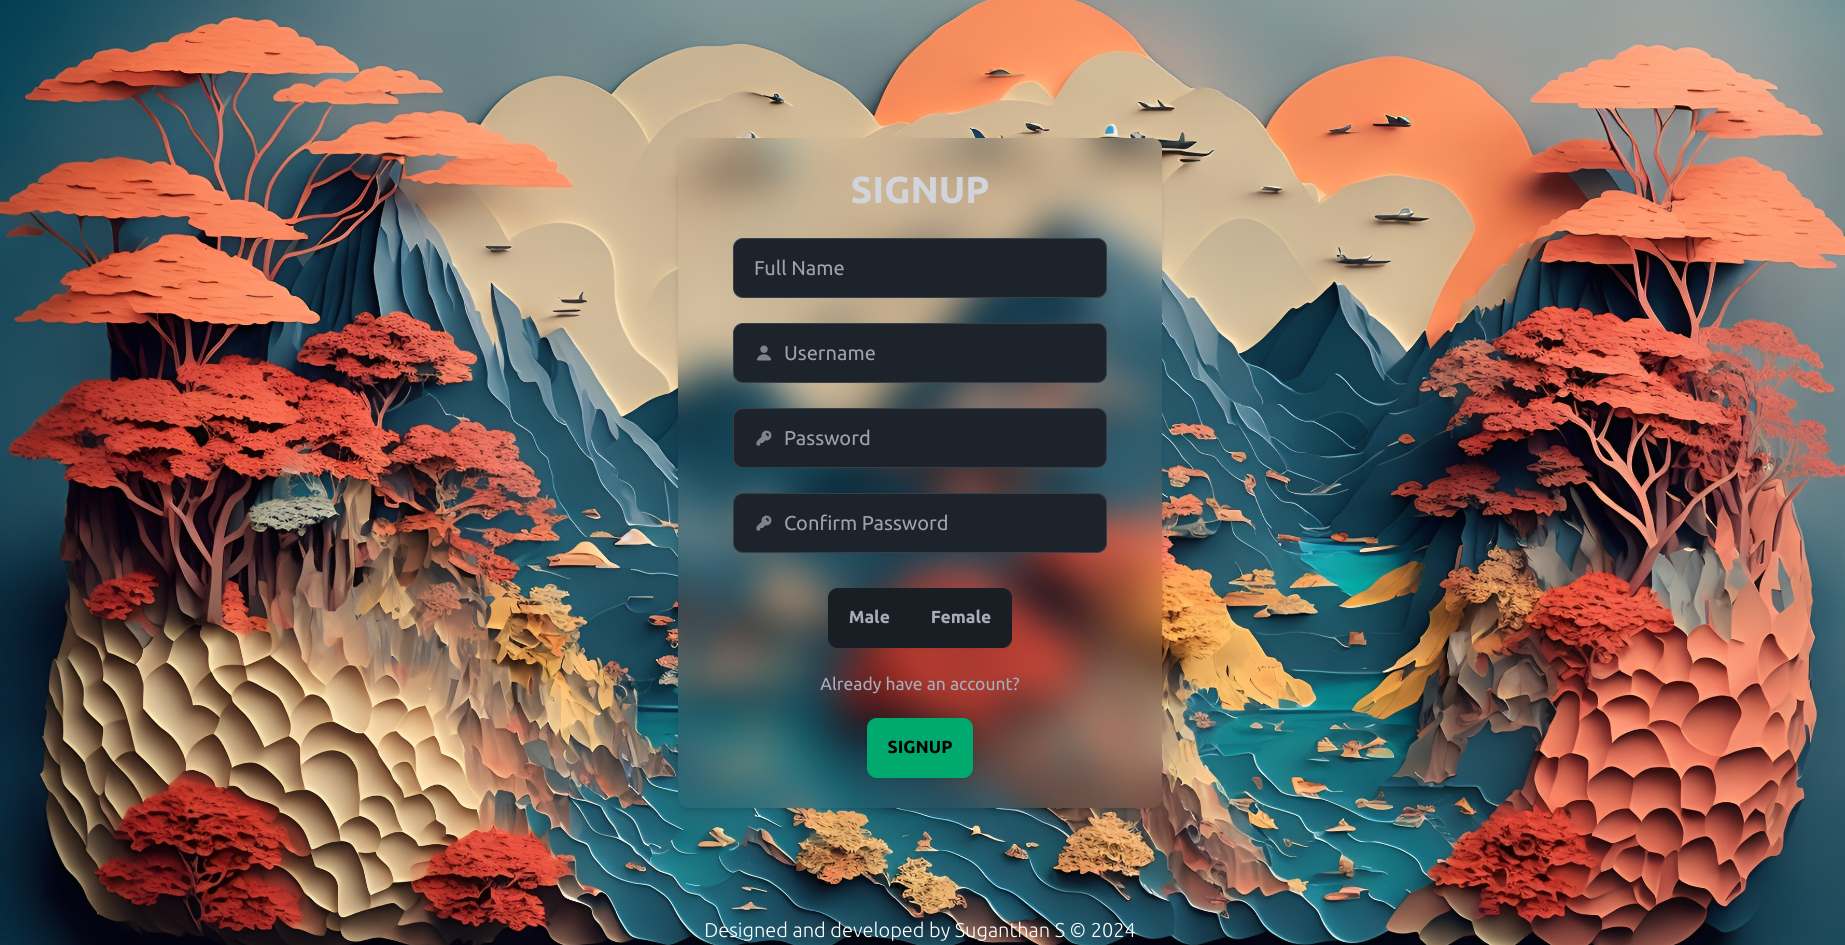 SIGNUP
Full Name
Username
Password
Confirm Password
Male Female
Already have an account?
SIGNUP
Designed and developed by Suganthan S © 2024